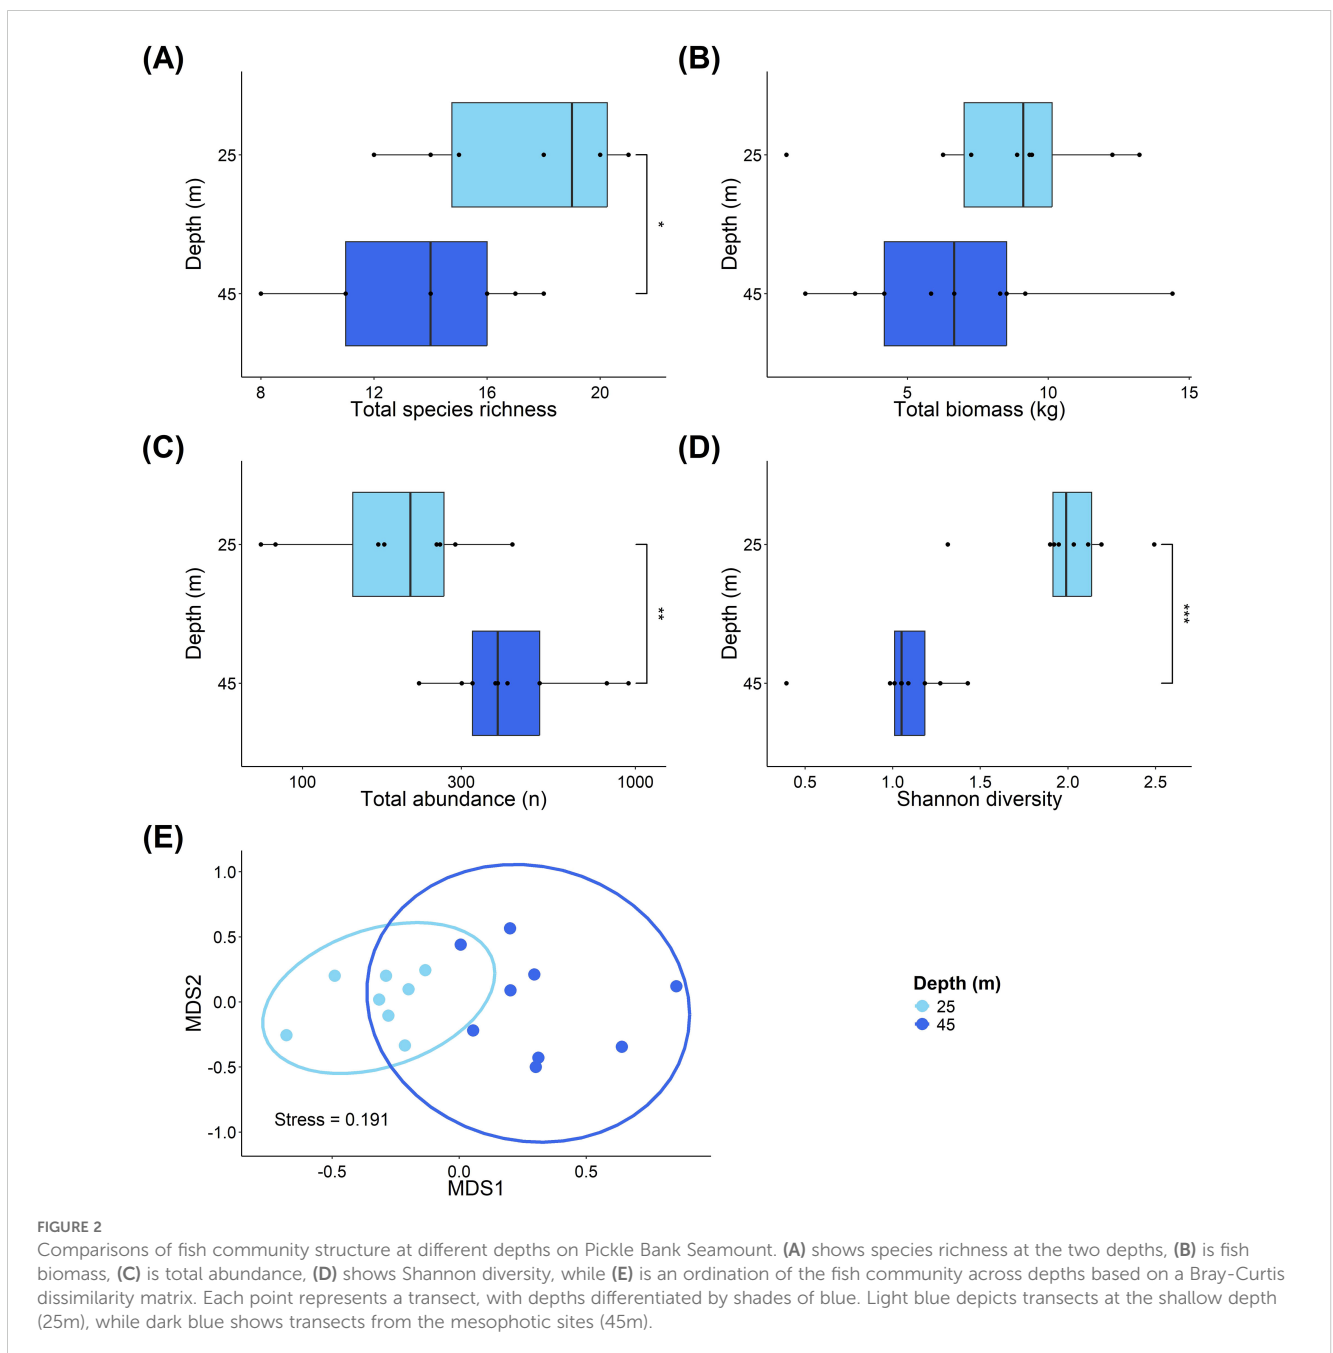 (A)
Depth (m)
25
45
*
8
12
16
20
Total species richness
(B)
Depth (m)
25
45
5
10
15
Total biomass (kg)
(C)
Depth (m)
25
45
**
100
300
1000
Total abundance (n)
(D)
Depth (m)
25
45
***
0.5
1.0
1.5
2.0
2.5
Shannon diversity
(E)
MDS2
1.0
0.5
0.0
-0.5
-1.0
Stress = 0.191
-0.5
0.0
0.5
MDS1
Depth (m)
25
45
FIGURE 2
Comparisons of fish community structure at different depths on Pickle Bank Seamount. (A) shows species richness at the two depths, (B) is fish
biomass, (C) is total abundance, (D) shows Shannon diversity, while (E) is an ordination of the fish community across depths based on a Bray-Curtis
dissimilarity matrix. Each point represents a transect, with depths differentiated by shades of blue. Light blue depicts transects at the shallow depth
(25m), while dark blue shows transects from the mesophotic sites (45m).